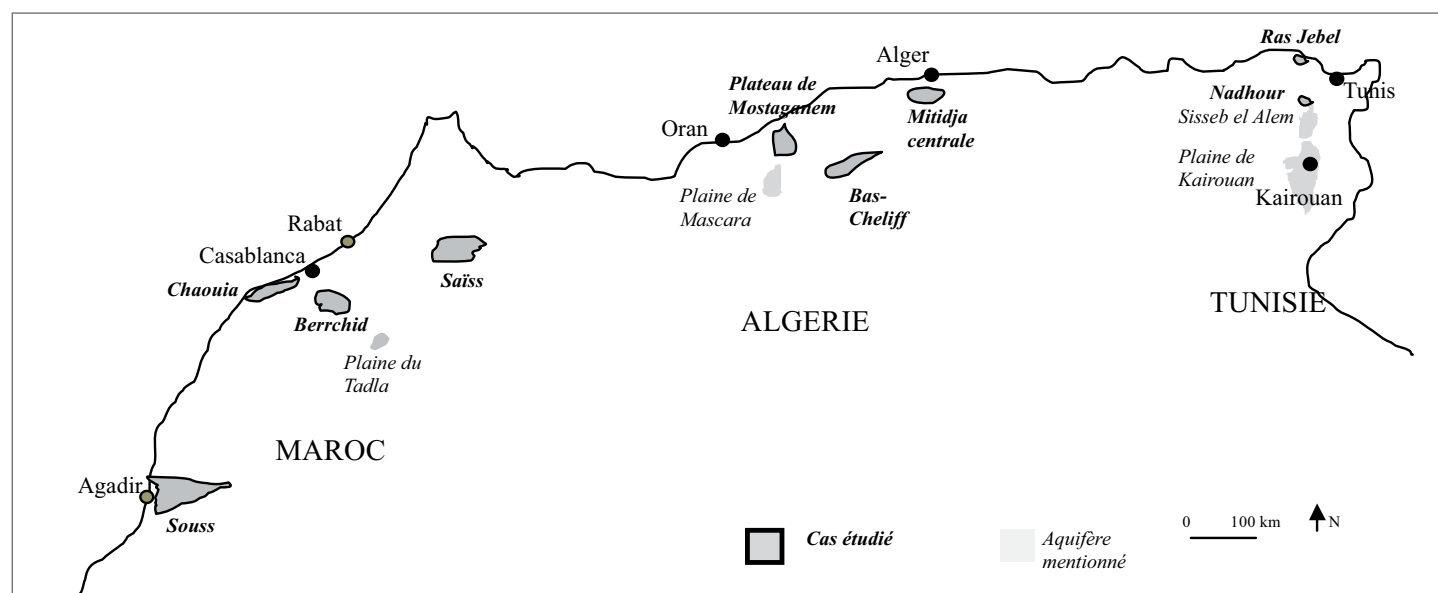 Ras Jebel
Alger
Tunis
Plateau de
Mostaganem
Mitidja
centrale
Nadhour
Sisseb el Alem
Oran
Plaine de
Kairouan
Kairouan
Plaine de
Mascara
Bas-
Cheliff
Rabat
Casablanca
Chaouia
Berrchid
Saïss
Plaine du
Tadla
ALGERIE
TUNISIE
MAROC
Agadir
Souss
Cas étudié
Aquifère
mentionné
0 100 km
N